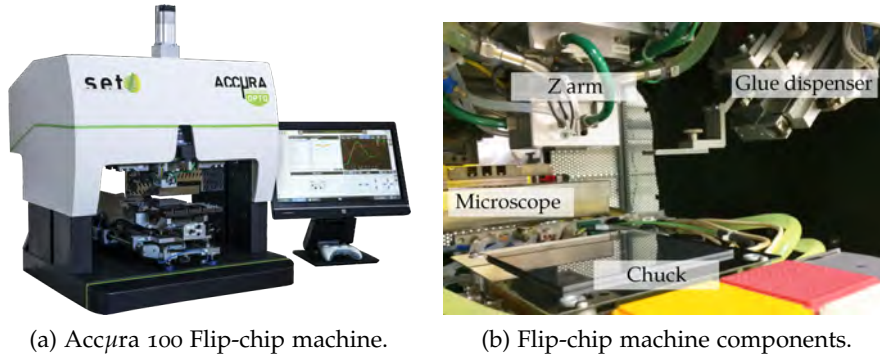 set
ACCµRA
OPTO
Z arm
Glue dispenser
Microscope
Chuck
(a) Accµra 100 Flip-chip machine.
(b) Flip-chip machine components.